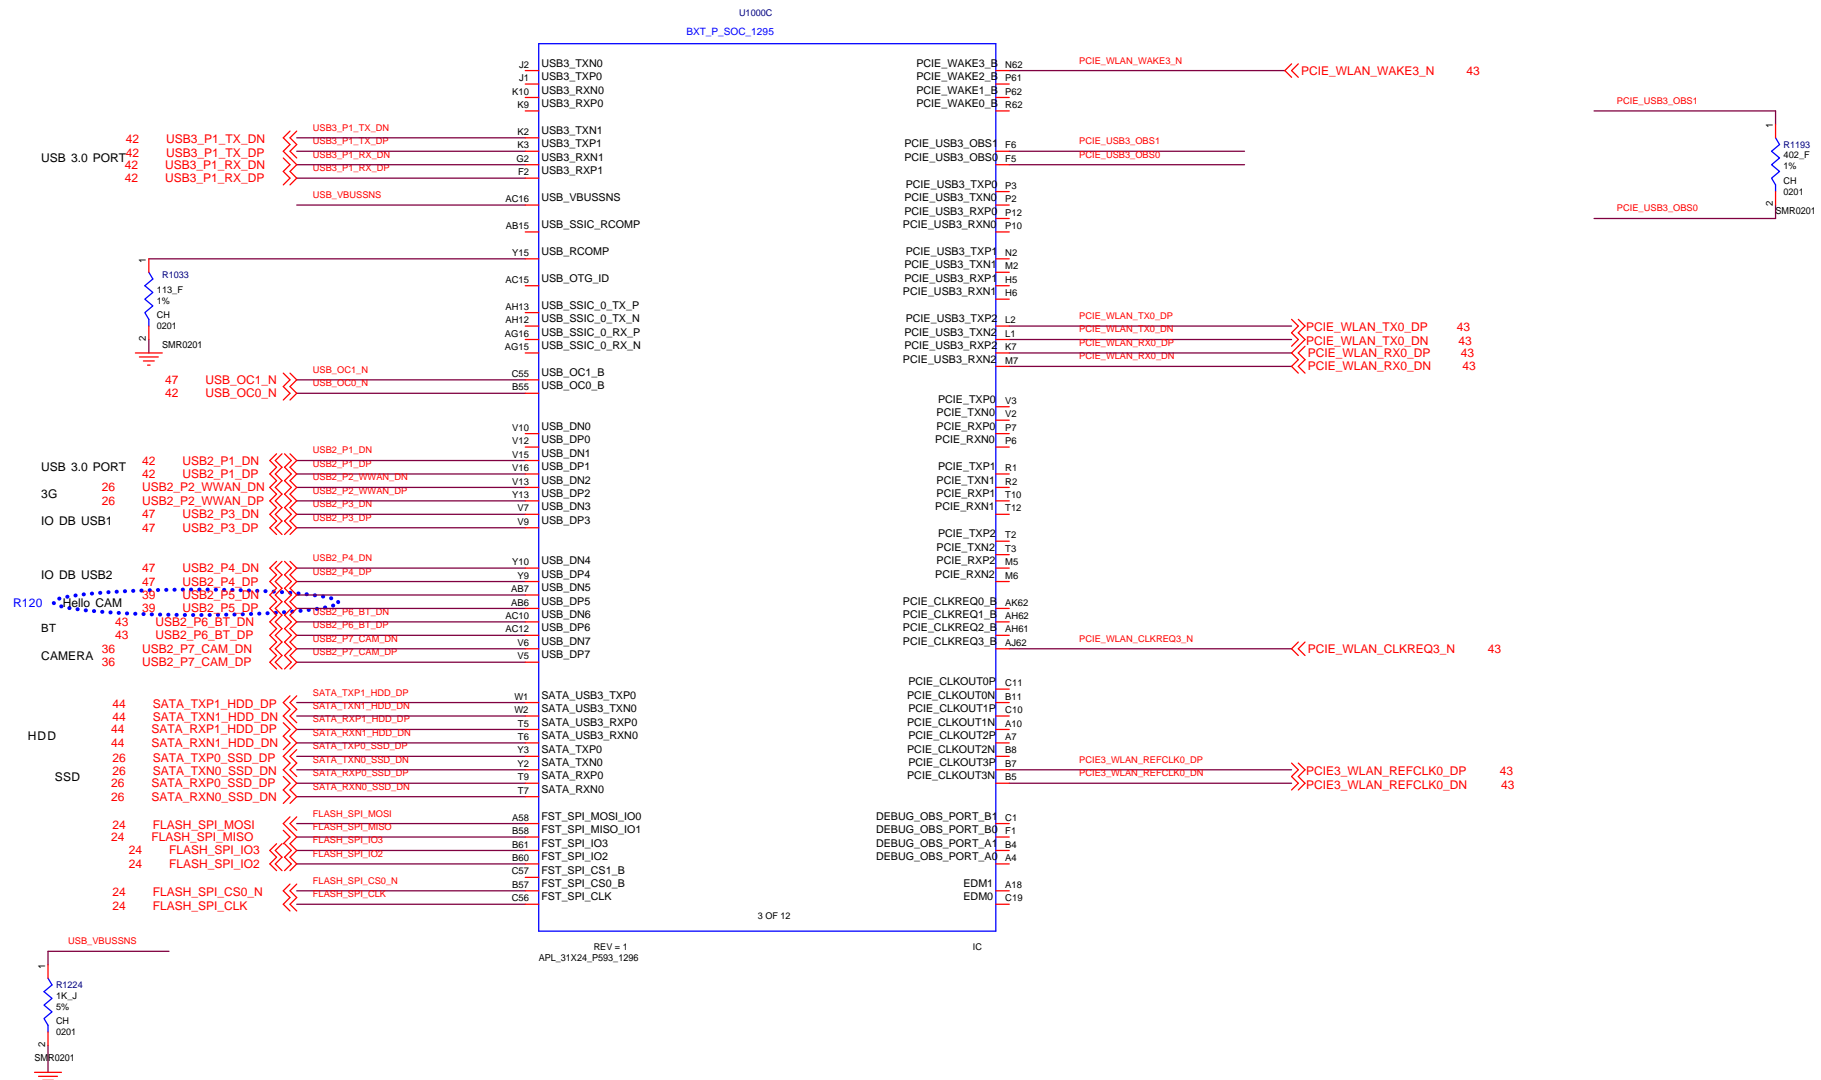 U1000C
BXT_P_SOC_1295
J2 USB3_TXN0
J1 USB3_TXP0
K10 USB3_RXN0
K9 USB3_RXP0
USB 3.0 PORT
42 USB3_P1_TX_DN USB3_P1_TX_DN K2 USB3_TXN1
42 USB3_P1_TX_DP USB3_P1_TX_DP K3 USB3_TXP1
42 USB3_P1_RX_DN USB3_P1_RX_DN G2 USB3_RXN1
42 USB3_P1_RX_DP USB3_P1_RX_DP F2 USB3_RXP1
USB_VBUSSNS AC16 USB_VBUSSNS
AB15 USB_SSIC_RCOMP
Y15 USB_RCOMP
1
R1033
113_F
1%
CH
0201
2
SMR0201
AC15 USB_OTG_ID
AH13 USB_SSIC_0_TX_P
AH12 USB_SSIC_0_TX_N
AG16 USB_SSIC_0_RX_P
AG15 USB_SSIC_0_RX_N
47 USB_OC1_N USB_OC1_N C55 USB_OC1_B
42 USB_OC0_N USB_OC0_N B55 USB_OC0_B
V10 USB_DN0
V12 USB_DP0
USB 3.0 PORT
42 USB2_P1_DN USB2_P1_DN V15 USB_DN1
42 USB2_P1_DP USB2_P1_DP V16 USB_DP1
3G
26 USB2_P2_WWAN_DN USB2_P2_WWAN_DN V13 USB_DN2
26 USB2_P2_WWAN_DP USB2_P2_WWAN_DP Y13 USB_DP2
IO DB USB1
47 USB2_P3_DN USB2_P3_DN V7 USB_DN3
47 USB2_P3_DP USB2_P3_DP V9 USB_DP3
IO DB USB2
47 USB2_P4_DN USB2_P4_DN Y10 USB_DN4
47 USB2_P4_DP USB2_P4_DP Y9 USB_DP4
R120 Hello CAM
39 USB2_P5_DN AB7 USB_DN5
39 USB2_P5_DP AB6 USB_DP5
BT
43 USB2_P6_BT_DN USB2_P6_BT_DN AC10 USB_DN6
43 USB2_P6_BT_DP USB2_P6_BT_DP AC12 USB_DP6
CAMERA
36 USB2_P7_CAM_DN USB2_P7_CAM_DN V6 USB_DN7
36 USB2_P7_CAM_DP USB2_P7_CAM_DP V5 USB_DP7
HDD
44 SATA_TXP1_HDD_DP SATA_TXP1_HDD_DP W1 SATA_USB3_TXP0
44 SATA_TXN1_HDD_DN SATA_TXN1_HDD_DN W2 SATA_USB3_TXN0
44 SATA_RXP1_HDD_DP SATA_RXP1_HDD_DP T5 SATA_USB3_RXP0
44 SATA_RXN1_HDD_DN SATA_RXN1_HDD_DN T6 SATA_USB3_RXN0
SSD
26 SATA_TXP0_SSD_DP SATA_TXP0_SSD_DP Y3 SATA_TXP0
26 SATA_TXN0_SSD_DN SATA_TXN0_SSD_DN Y2 SATA_TXN0
26 SATA_RXP0_SSD_DP SATA_RXP0_SSD_DP T9 SATA_RXP0
26 SATA_RXN0_SSD_DN SATA_RXN0_SSD_DN T7 SATA_RXN0
24 FLASH_SPI_MOSI FLASH_SPI_MOSI A58 FST_SPI_MOSI_IO0
24 FLASH_SPI_MISO FLASH_SPI_MISO B58 FST_SPI_MISO_IO1
24 FLASH_SPI_IO3 FLASH_SPI_IO3 B61 FST_SPI_IO3
24 FLASH_SPI_IO2 FLASH_SPI_IO2 B60 FST_SPI_IO2
C57 FST_SPI_CS1_B
24 FLASH_SPI_CS0_N FLASH_SPI_CS0_N B57 FST_SPI_CS0_B
24 FLASH_SPI_CLK FLASH_SPI_CLK C56 FST_SPI_CLK
PCIE_WAKE3_B N62 PCIE_WLAN_WAKE3_N PCIE_WLAN_WAKE3_N 43
PCIE_WAKE2_B P61
PCIE_WAKE1_B P62
PCIE_WAKE0_B R62
PCIE_USB3_OBS1 F6 PCIE_USB3_OBS1
PCIE_USB3_OBS0 F5 PCIE_USB3_OBS0
PCIE_USB3_TXP0 P3
PCIE_USB3_TXN0 P2
PCIE_USB3_RXP0 P12
PCIE_USB3_RXN0 P10
PCIE_USB3_TXP1 N2
PCIE_USB3_TXN1 M2
PCIE_USB3_RXP1 H5
PCIE_USB3_RXN1 H6
PCIE_USB3_TXP2 L2 PCIE_WLAN_TX0_DP PCIE_WLAN_TX0_DP 43
PCIE_USB3_TXN2 L1 PCIE_WLAN_TX0_DN PCIE_WLAN_TX0_DN 43
PCIE_USB3_RXP2 K7 PCIE_WLAN_RX0_DP PCIE_WLAN_RX0_DP 43
PCIE_USB3_RXN2 M7 PCIE_WLAN_RX0_DN PCIE_WLAN_RX0_DN 43
PCIE_TXP0 V3
PCIE_TXN0 V2
PCIE_RXP0 P7
PCIE_RXN0 P6
PCIE_TXP1 R1
PCIE_TXN1 R2
PCIE_RXP1 T10
PCIE_RXN1 T12
PCIE_TXP2 T2
PCIE_TXN2 T3
PCIE_RXP2 M5
PCIE_RXN2 M6
PCIE_CLKREQ0_B AK62
PCIE_CLKREQ1_B AH62
PCIE_CLKREQ2_B AH61
PCIE_CLKREQ3_B AJ62 PCIE_WLAN_CLKREQ3_N PCIE_WLAN_CLKREQ3_N 43
PCIE_CLKOUT0P C11
PCIE_CLKOUT0N B11
PCIE_CLKOUT1P C10
PCIE_CLKOUT1N A10
PCIE_CLKOUT2P A7
PCIE_CLKOUT2N B8
PCIE_CLKOUT3P B7 PCIE3_WLAN_REFCLK0_DP PCIE3_WLAN_REFCLK0_DP 43
PCIE_CLKOUT3N B5 PCIE3_WLAN_REFCLK0_DN PCIE3_WLAN_REFCLK0_DN 43
DEBUG_OBS_PORT_B1 C1
DEBUG_OBS_PORT_B0 F1
DEBUG_OBS_PORT_A1 B4
DEBUG_OBS_PORT_A0 A4
EDM1 A18
EDM0 C19
3 OF 12
REV = 1
APL_31X24_P593_1296
IC
PCIE_USB3_OBS1
1
R1193
402_F
1%
CH
0201
2
SMR0201
PCIE_USB3_OBS0
USB_VBUSSNS
1
R1224
1K_J
5%
CH
0201
2
SMR0201